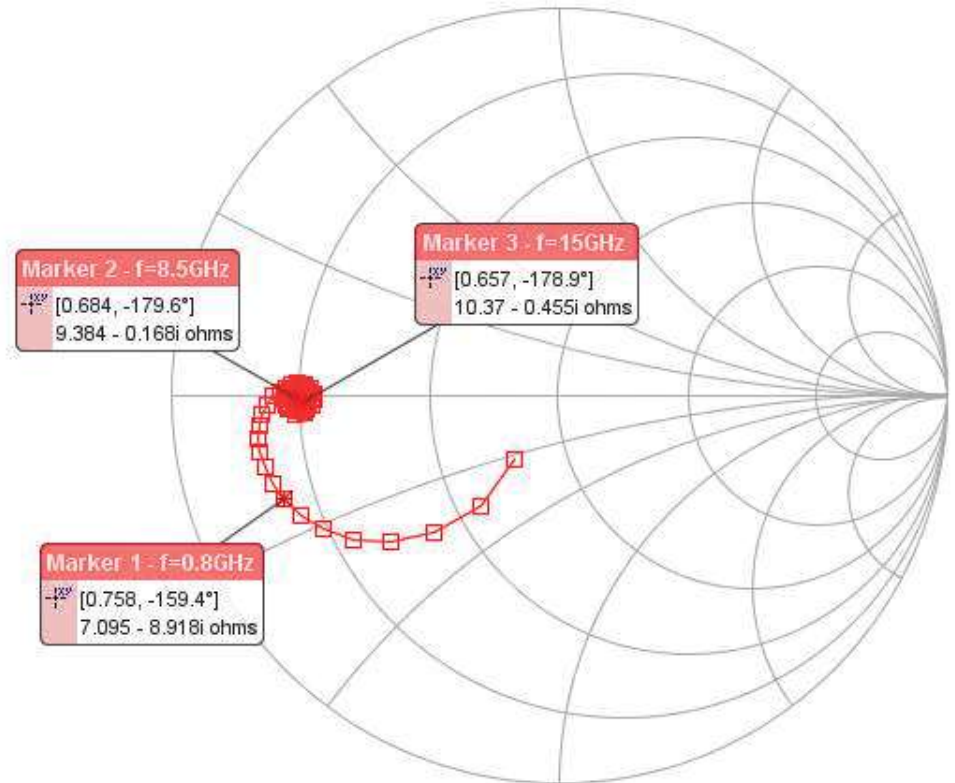 Marker 2 - f=8.5GHz
[0.684, -179.6°]
9.384 - 0.168i ohms
Marker 3 - f=15GHz
[0.657, -178.9°]
10.37 - 0.455i ohms
Marker 1 - f=0.8GHz
[0.758, -159.4°]
7.095 - 8.918i ohms